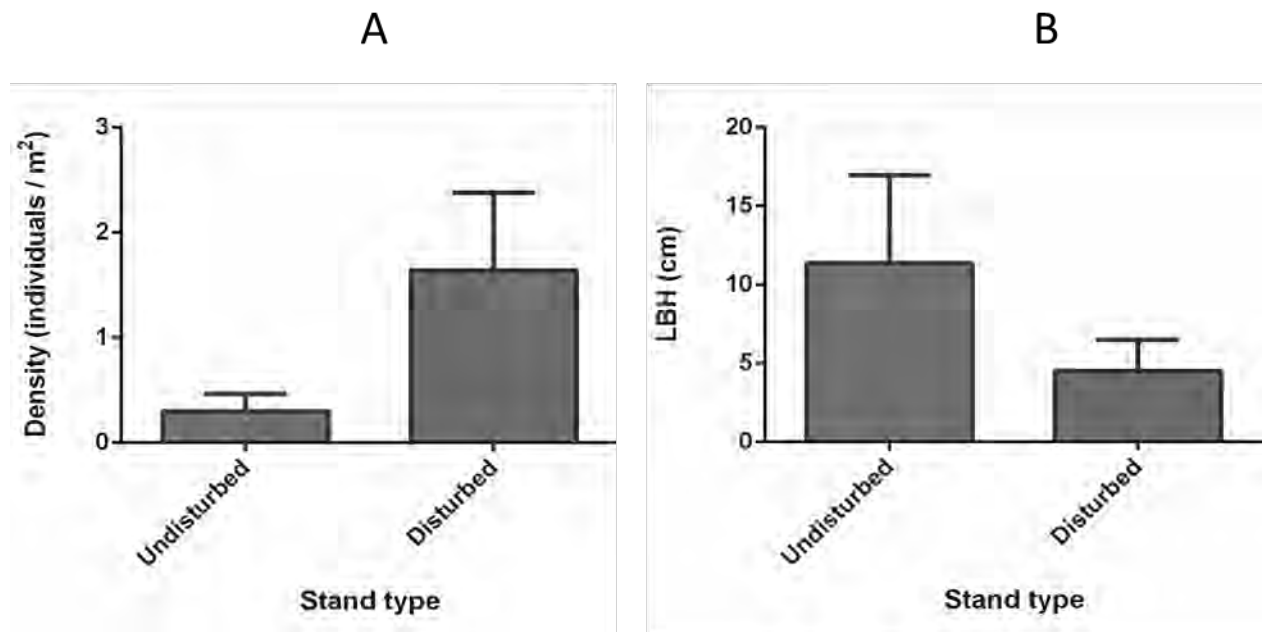 A
Density (individuals / m²)
3
2
1
0
Undisturbed
Disturbed
Stand type
B
LBH (cm)
20
15
10
5
0
Undisturbed
Disturbed
Stand type